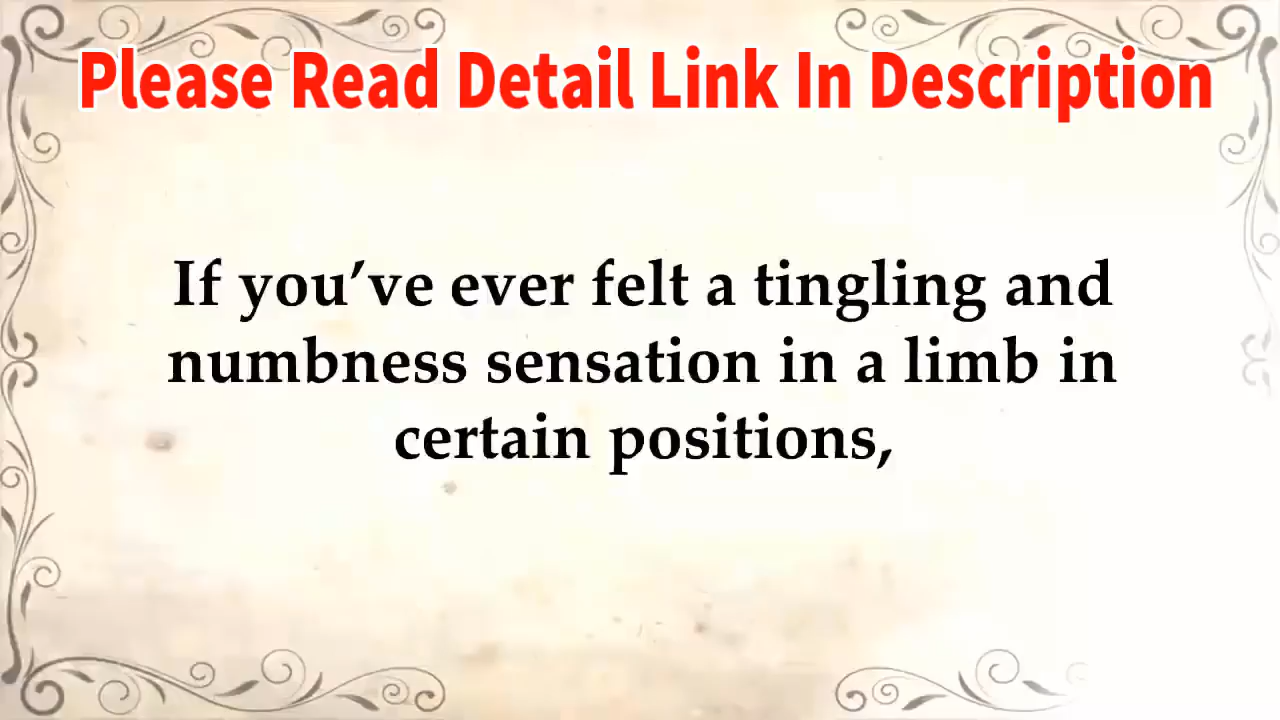 Please Read Detail Link In Description
If you’ve ever felt a tingling and
numbness sensation in a limb in
certain positions,